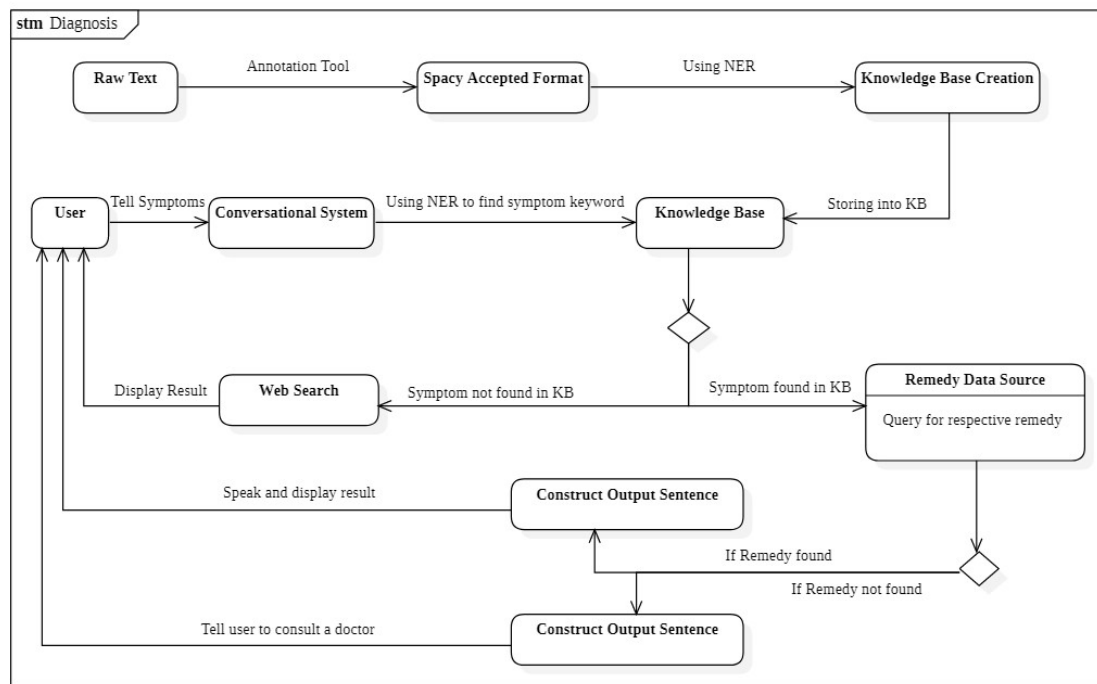 stm Diagnosis
Raw Text
Annotation Tool
Spacy Accepted Format
Using NER
Knowledge Base Creation
User
Tell Symptoms
Conversational System
Using NER to find symptom keyword
Knowledge Base
Storing into KB
Display Result
Web Search
Symptom not found in KB
Symptom found in KB
Remedy Data Source
Query for respective remedy
Speak and display result
Construct Output Sentence
If Remedy found
If Remedy not found
Tell user to consult a doctor
Construct Output Sentence